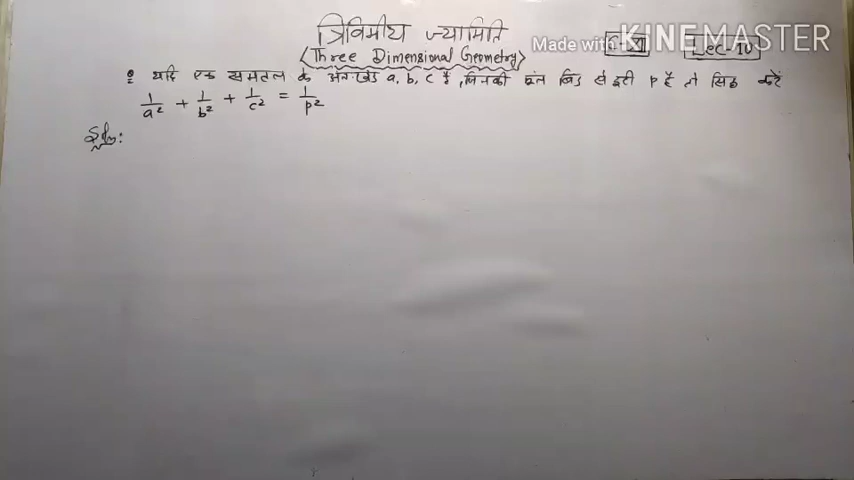 त्रिविमीय ज्यामिति
(Three Dimensional Geometry)
Made with KINEMASTER
Lec-10
Q यदि एक समतल के अंतःखंड a, b, c है, जिनकी मूल बिंदु से दूरी P है तो सिद्ध करें
1/a² + 1/b² + 1/c² = 1/p²
Soln: